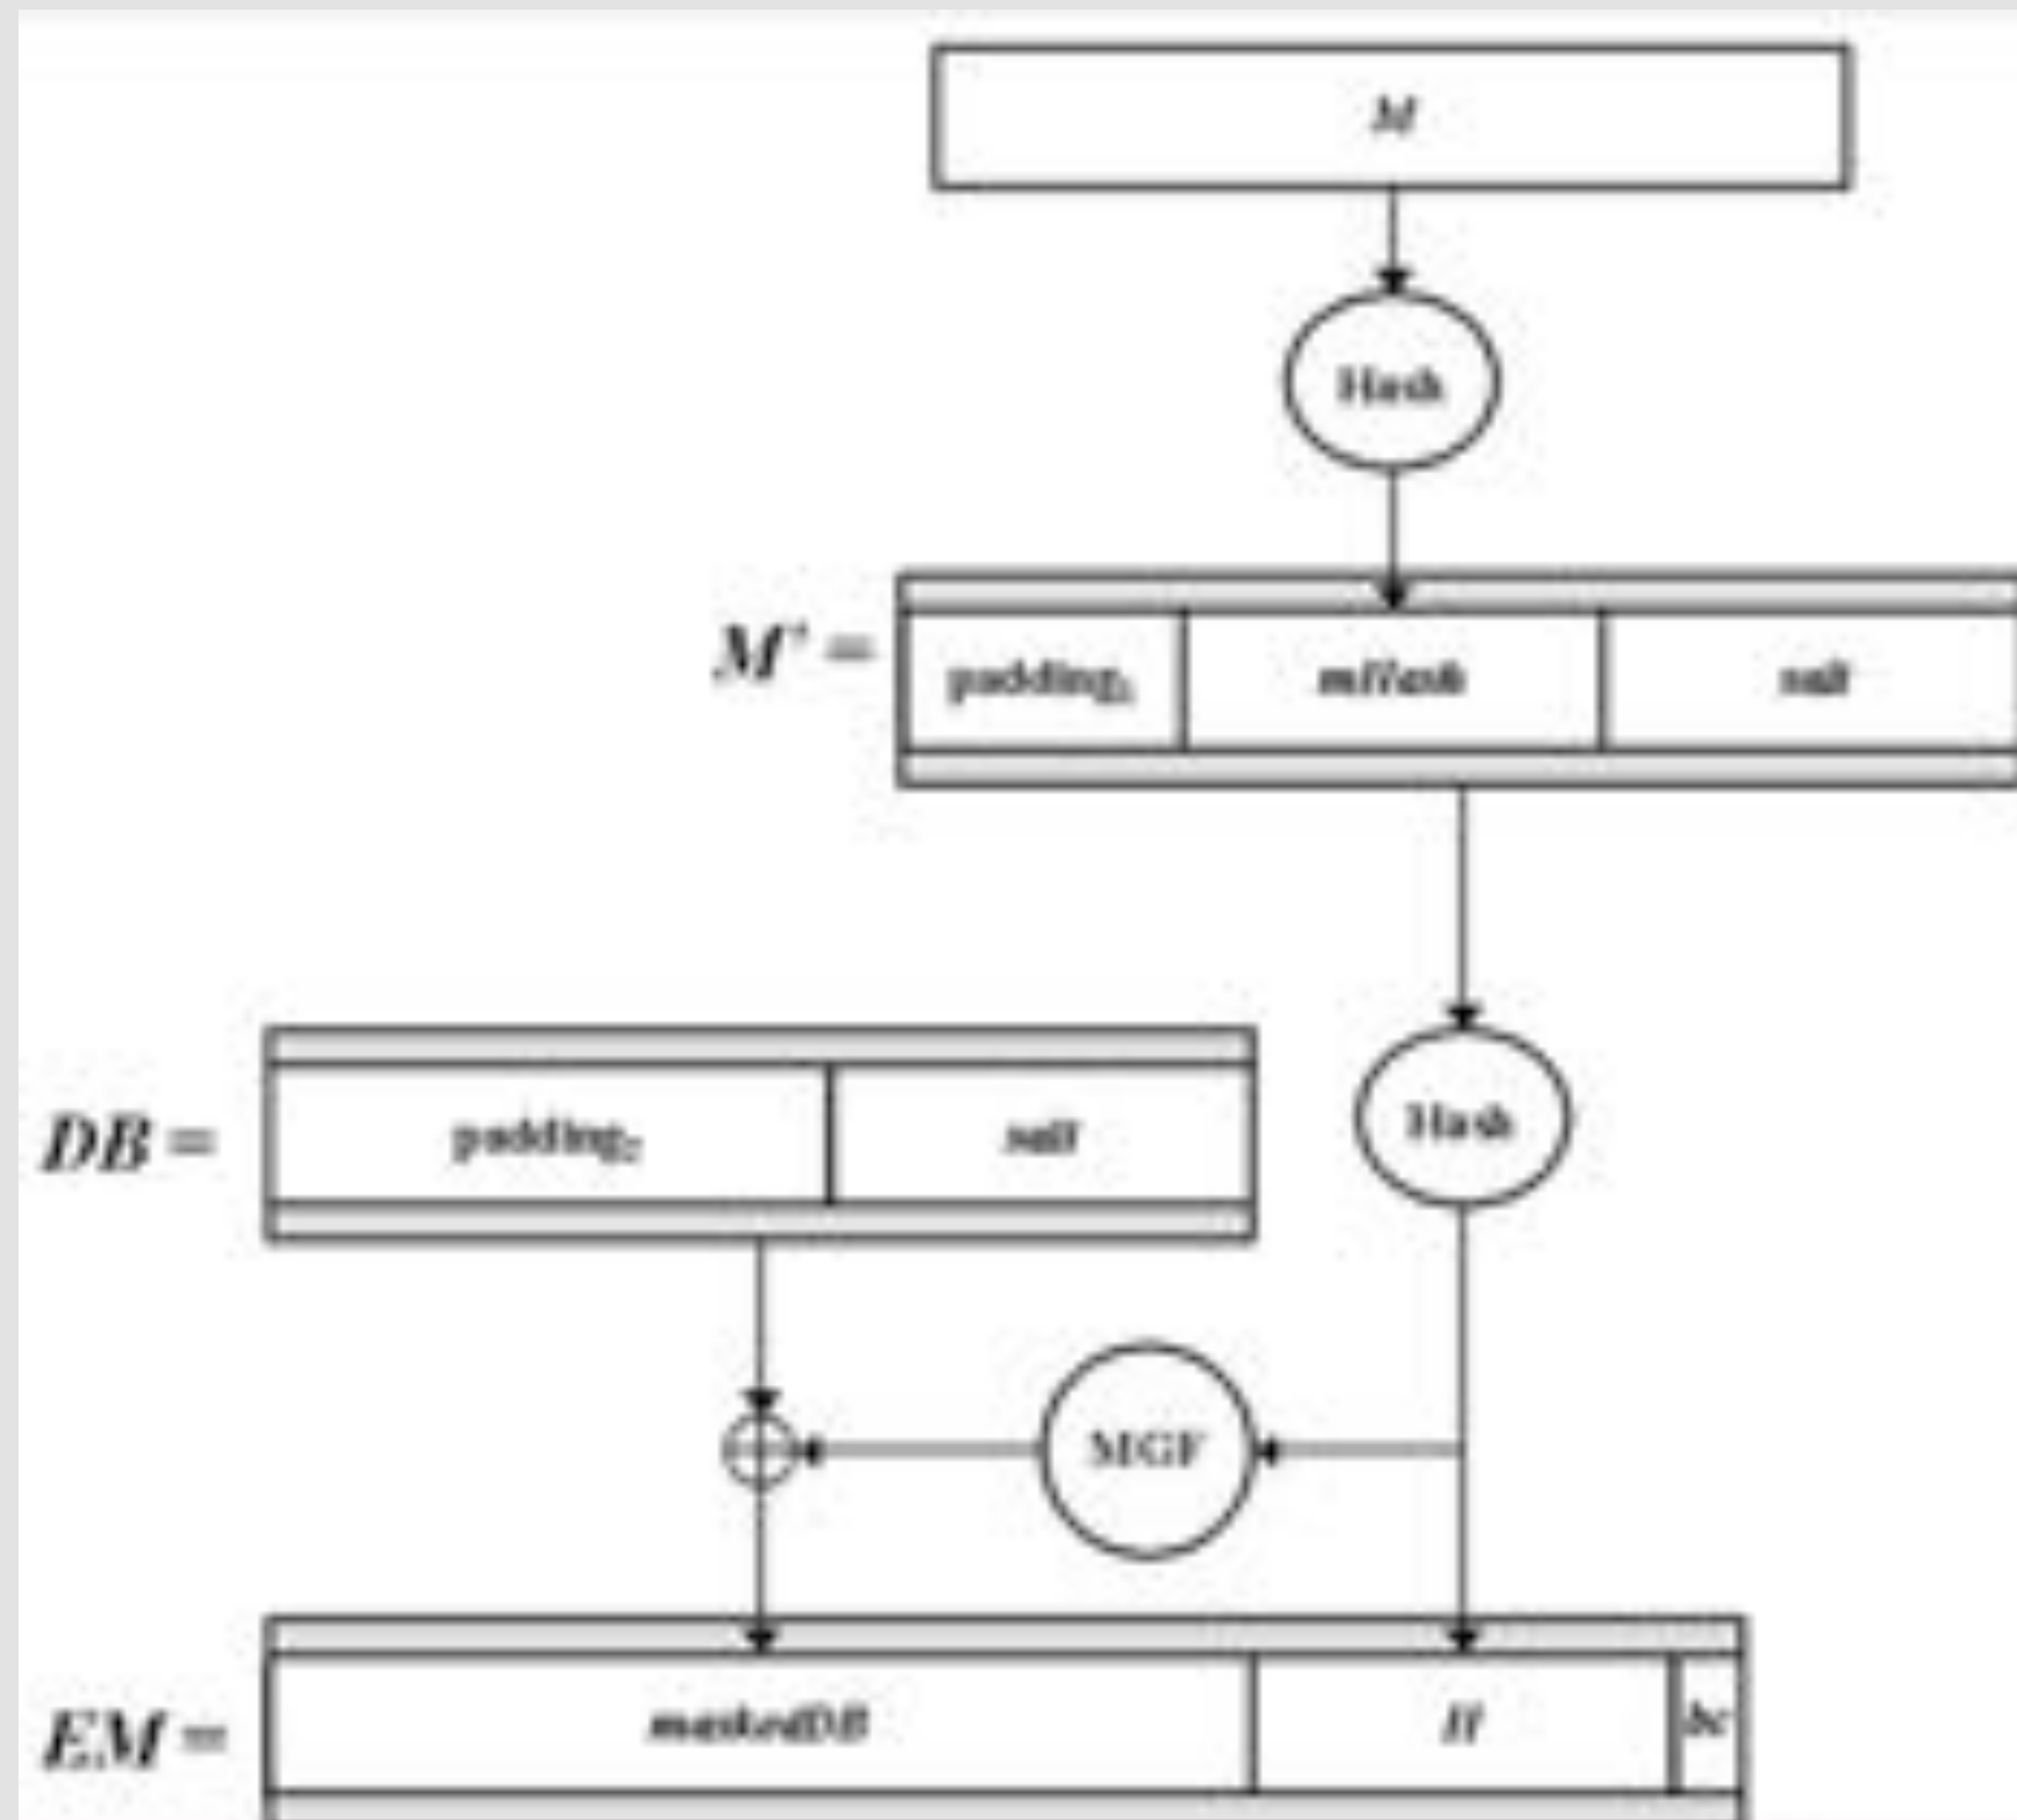 M
Hash
M' =
padding₁ mHash salt
Hash
DB =
padding₂ salt
MGF
EM =
maskedDB H bc